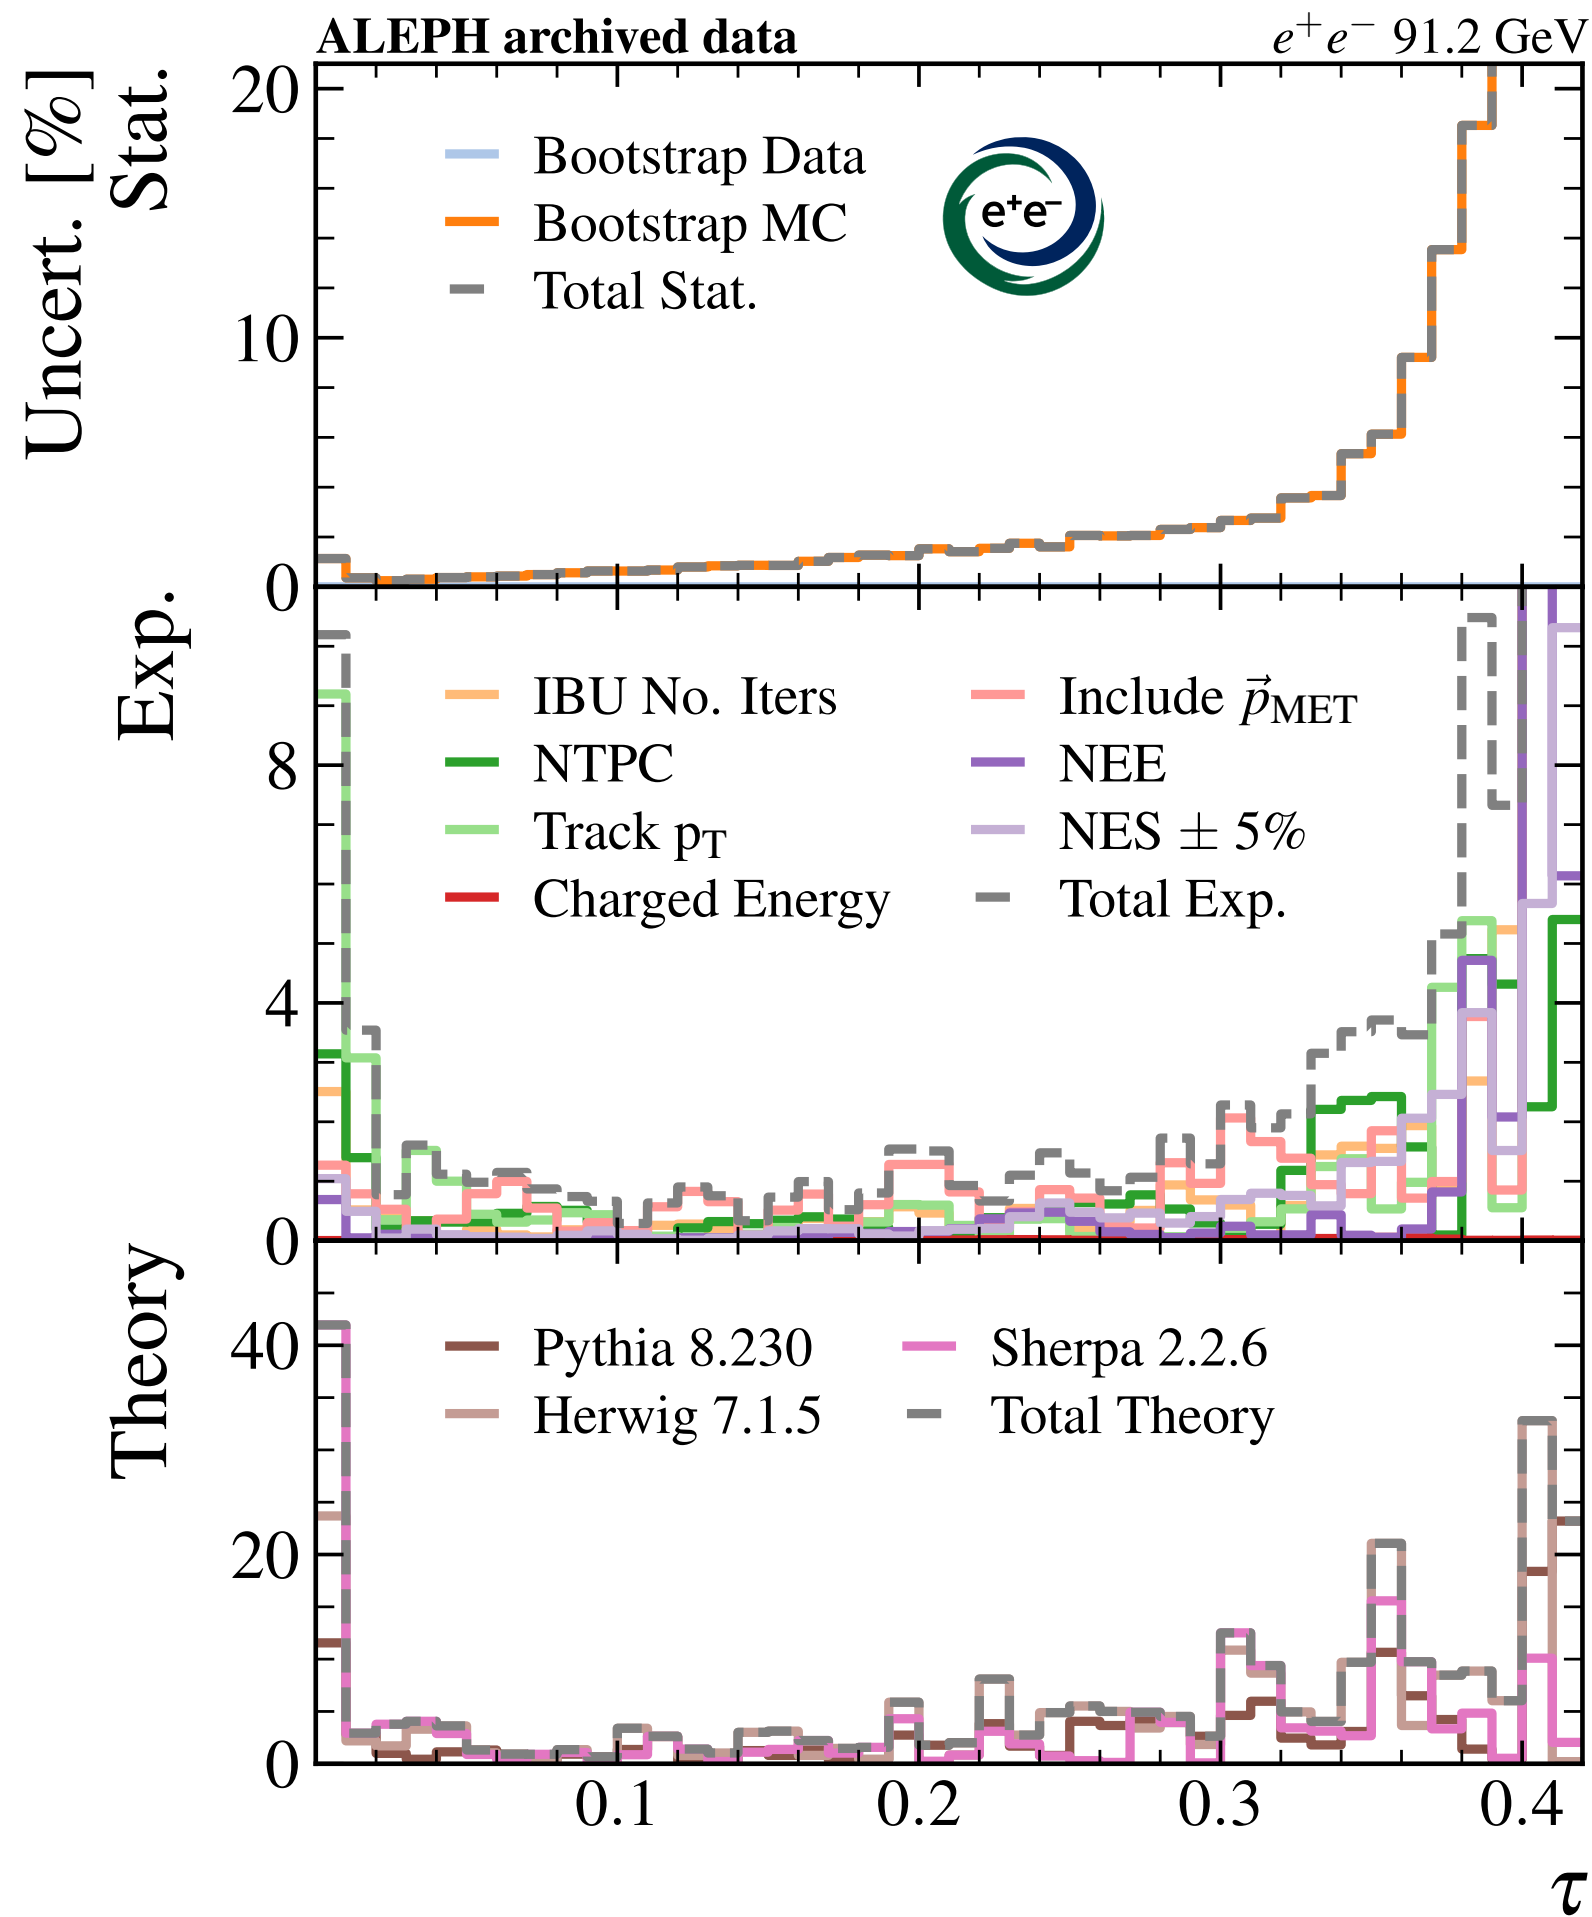 ALEPH archived data
e⁺e⁻ 91.2 GeV
Uncert. [%]
Stat.
20
10
0
Bootstrap Data
Bootstrap MC
Total Stat.
e⁺e⁻
Exp.
8
4
0
IBU No. Iters
NTPC
Track p_T
Charged Energy
Include p⃗_MET
NEE
NES ± 5%
Total Exp.
Theory
40
20
0
Pythia 8.230
Herwig 7.1.5
Sherpa 2.2.6
Total Theory
0.1 0.2 0.3 0.4
τ